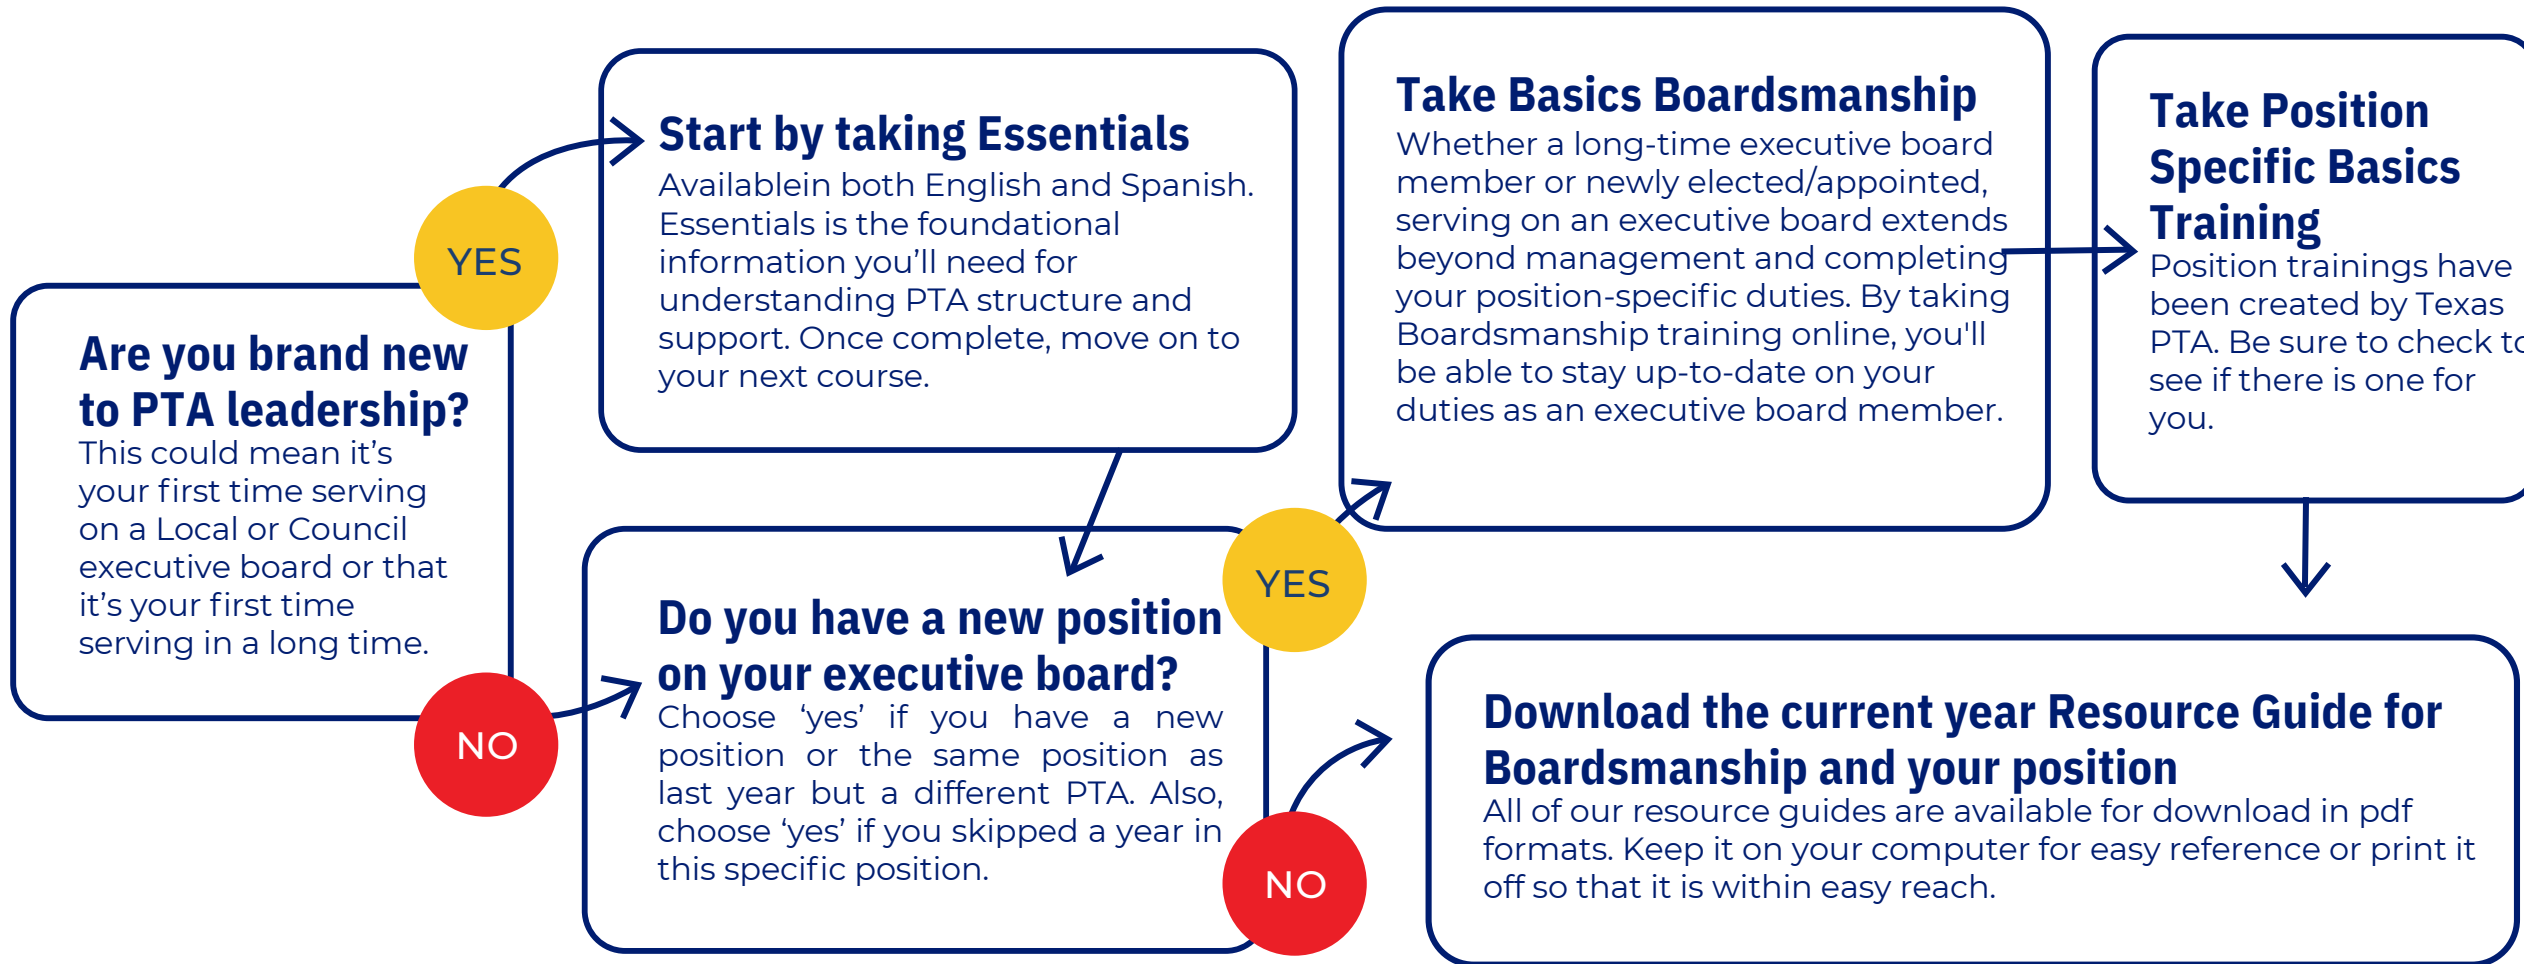 Are you brand new
to PTA leadership?
This could mean it’s
your first time serving
on a Local or Council
executive board or that
it’s your first time
serving in a long time.
YES
NO
Start by taking Essentials
Availablein both English and Spanish.
Essentials is the foundational
information you’ll need for
understanding PTA structure and
support. Once complete, move on to
your next course.
Do you have a new position
on your executive board?
Choose ‘yes’ if you have a new
position or the same position as
last year but a different PTA. Also,
choose ‘yes’ if you skipped a year in
this specific position.
YES
NO
Take Basics Boardsmanship
Whether a long-time executive board
member or newly elected/appointed,
serving on an executive board extends
beyond management and completing
your position-specific duties. By taking
Boardsmanship training online, you'll
be able to stay up-to-date on your
duties as an executive board member.
Take Position
Specific Basics
Training
Position trainings have
been created by Texas
PTA. Be sure to check to
see if there is one for
you.
Download the current year Resource Guide for
Boardsmanship and your position
All of our resource guides are available for download in pdf
formats. Keep it on your computer for easy reference or print it
off so that it is within easy reach.